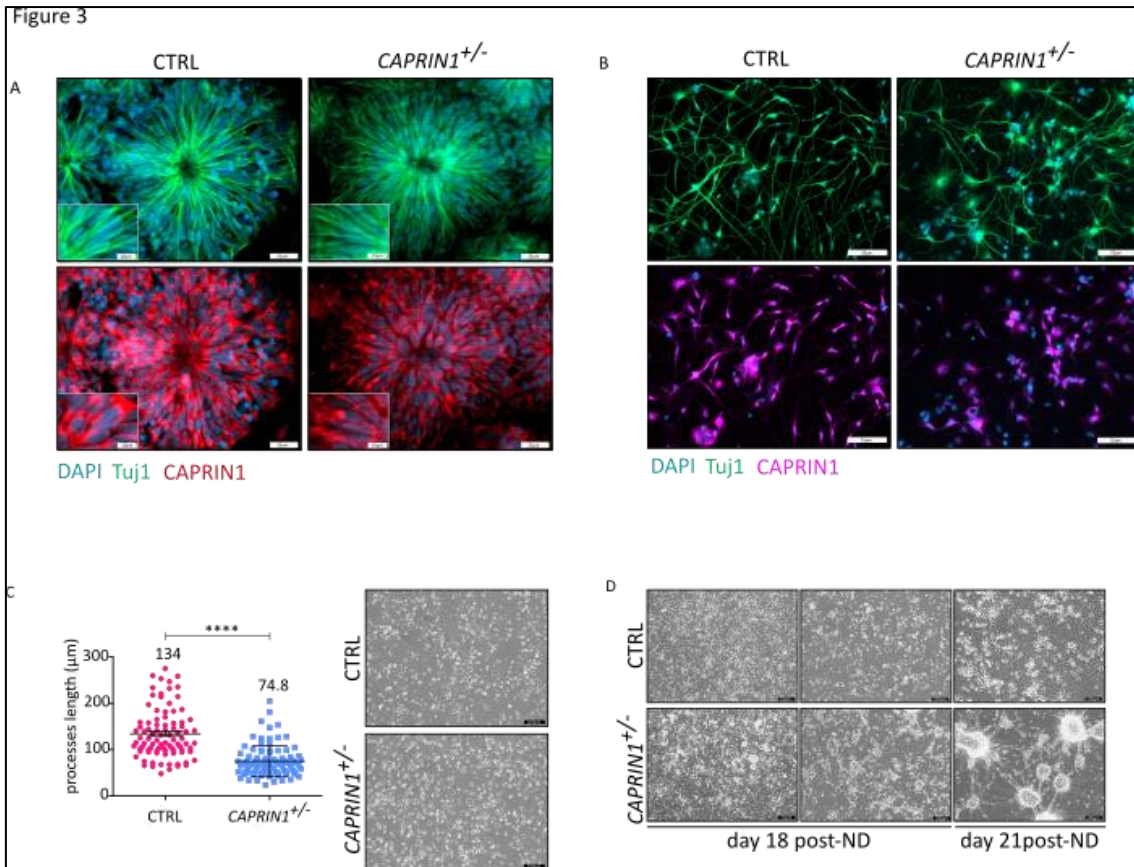 Figure 3
A
CTRL
CAPRIN1+/-
DAPI Tuj1 CAPRIN1
B
CTRL
CAPRIN1+/-
DAPI Tuj1 CAPRIN1
C
processes length (µm)
300
200
100
0
134
****
74.8
CTRL
CAPRIN1+/-
CTRL
CAPRIN1+/-
D
CTRL
CAPRIN1+/-
day 18 post-ND
day 21post-ND